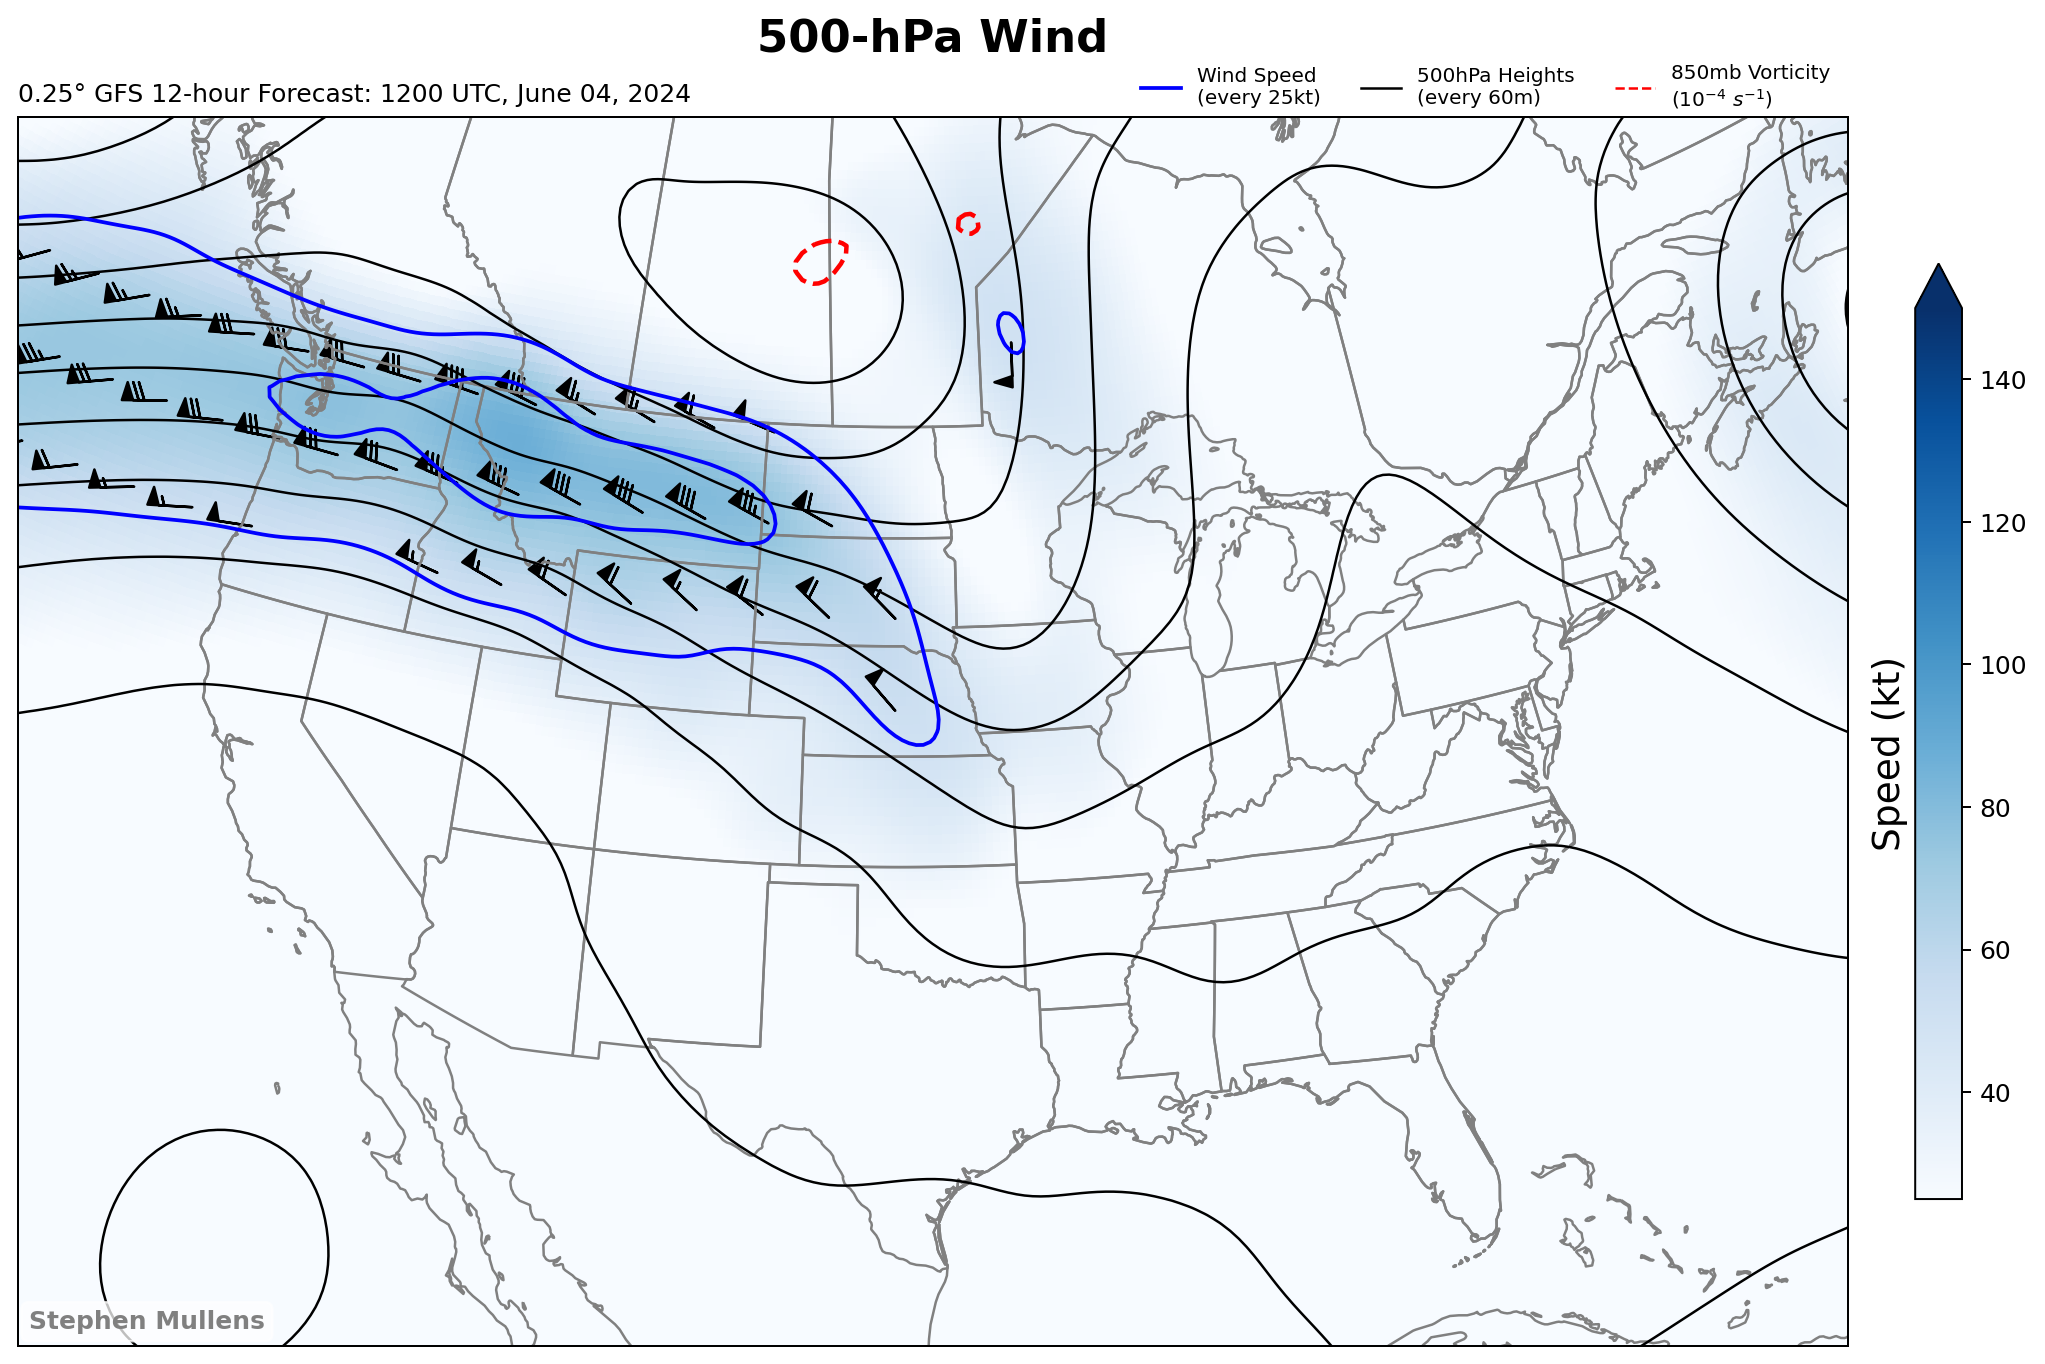 500-hPa Wind
0.25° GFS 12-hour Forecast: 1200 UTC, June 04, 2024
Wind Speed
(every 25kt)
500hPa Heights
(every 60m)
850mb Vorticity
(10⁻⁴ s⁻¹)
140
120
100
80
60
40
Speed (kt)
Stephen Mullens